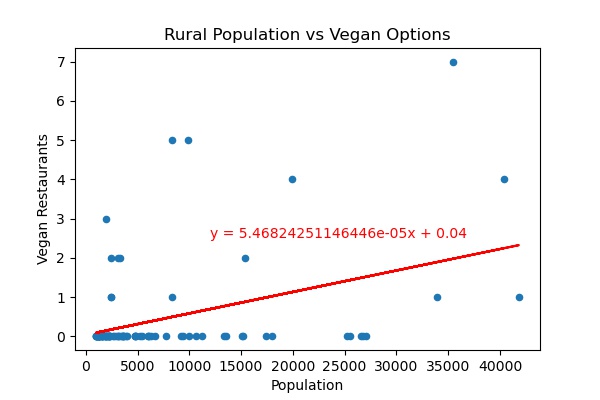 Rural Population vs Vegan Options
Vegan Restaurants
7
6
5
4
3
2
1
0
y = 5.46824251146446e-05x + 0.04
0 5000 10000 15000 20000 25000 30000 35000 40000
Population